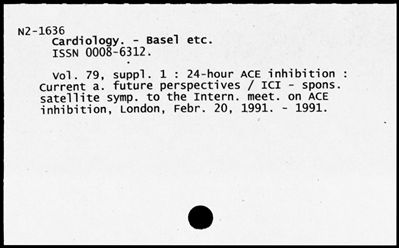 N2-1636
Cardiology. - Basel etc.
ISSN 0008-6312.
Vol. 79, suppl. 1 : 24-hour ACE inhibition :
Current a. future perspectives / ICI - spons.
satellite symp. to the Intern. meet. on ACE
inhibition, London, Febr. 20, 1991. - 1991.